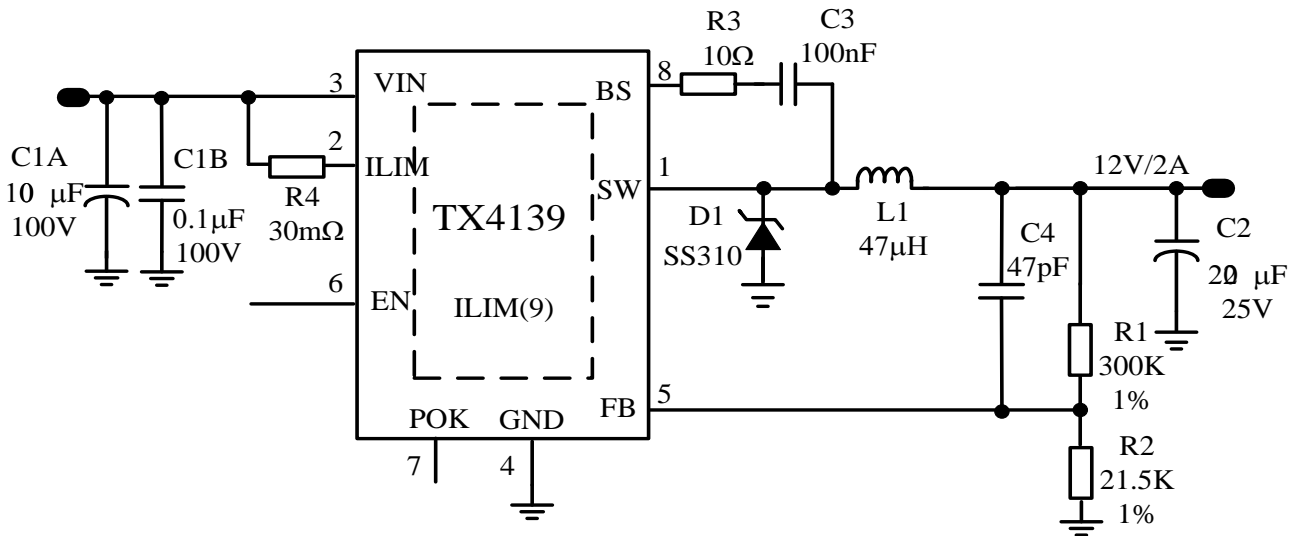 R3
10Ω
C3
100nF
3
VIN
8
BS
2
ILIM
C1A
10 μF
100V
C1B
0.1μF
100V
R4
30mΩ
TX4139
1
SW
D1
SS310
L1
47μH
12V/2A
C4
47pF
C2
25V
6
EN
ILIM(9)
R1
300K
1%
5
FB
POK
GND
7
4
R2
21.5K
1%